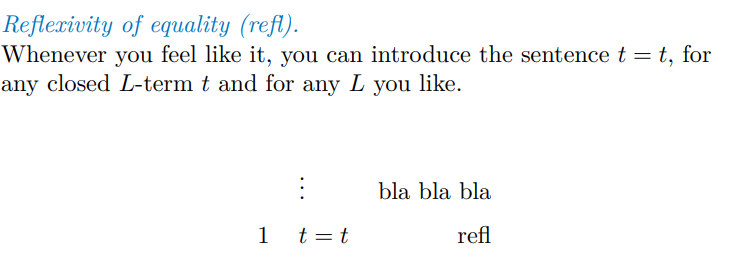 Reflexivity of equality (refl).
Whenever you feel like it, you can introduce the sentence t = t, for
any closed L-term t and for any L you like.
⋮ bla bla bla
1 t = t refl